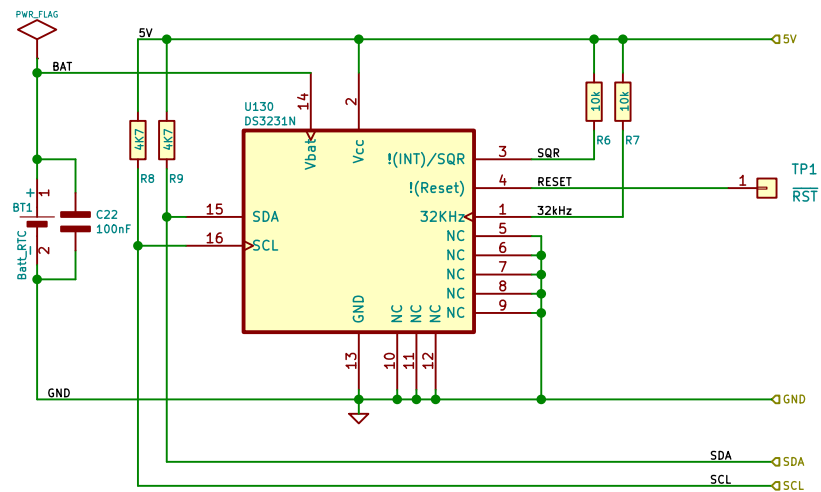 PWR_FLAG
5V
5V
BAT
U130
DS3231N
14
2
Vbat
Vcc
4K7
4K7
R8
R9
10k
10k
R6
R7
!(INT)/SQR
3
SQR
!(Reset)
4
RESET
1
TP1
RST
32KHz
1
32kHz
15
SDA
16
SCL
NC
5
NC
6
NC
7
NC
8
NC
9
+
1
BT1
Batt_RTC
2
C22
100nF
GND
NC
NC
NC
13
10
11
12
GND
GND
SDA
SDA
SCL
SCL